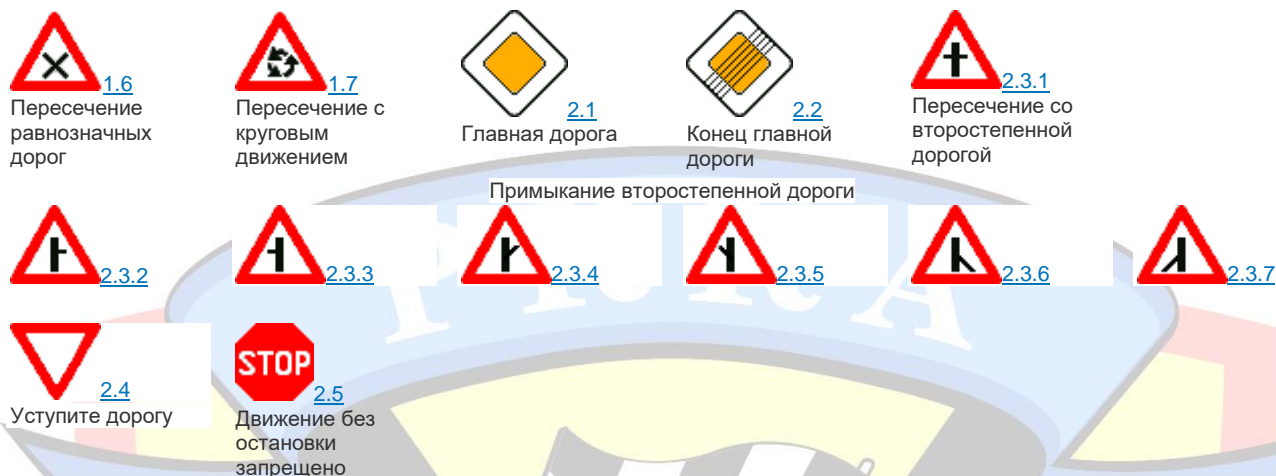 1.6
1.7
2.1
2.2
2.3.1
Пересечение
равнозначных
дорог
Пересечение с
круговым
движением
Главная дорога
Конец главной
дороги
Пересечение со
второстепенной
дорогой
Примыкание второстепенной дороги
2.3.2
2.3.3
2.3.4
2.3.5
2.3.6
2.3.7
2.4
STOP
2.5
Уступите дорогу
Движение без
остановки
запрещено